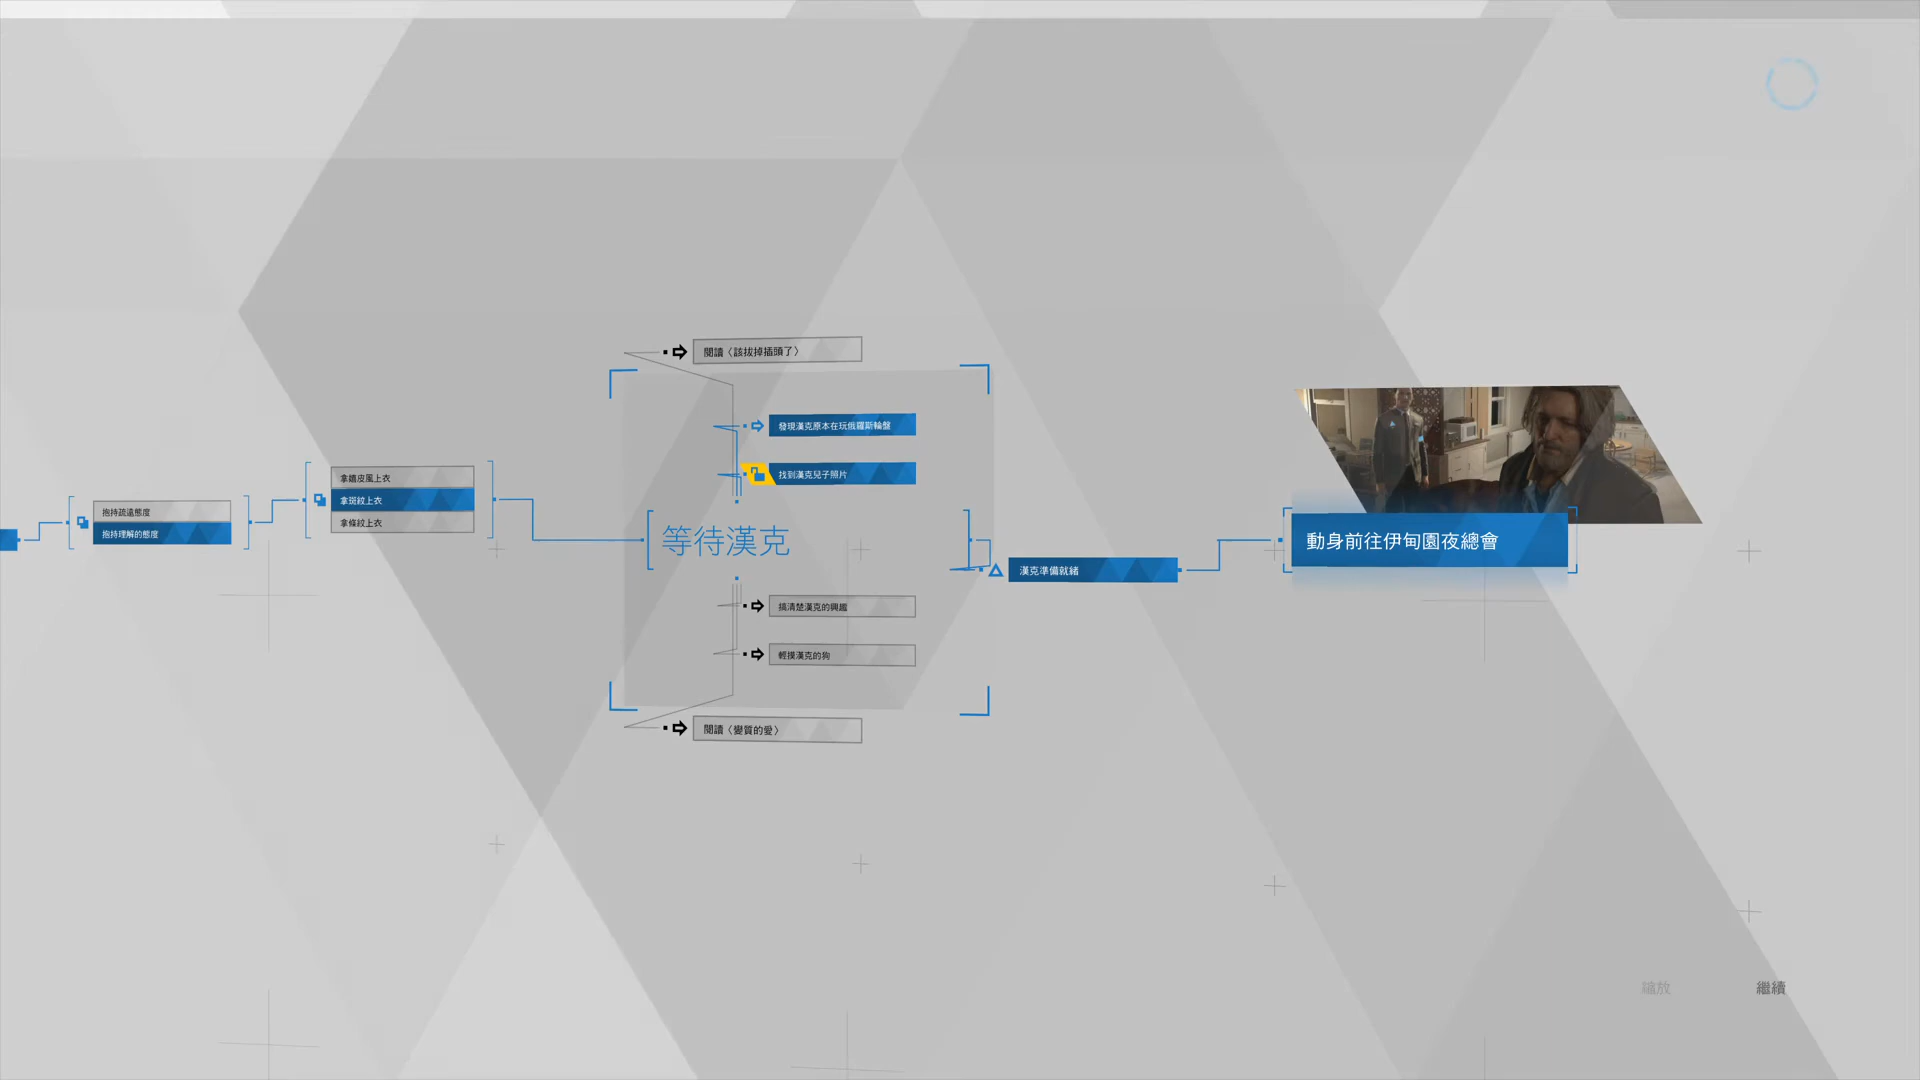 抱持疏遠態度
抱持理解的態度
拿嬉皮風上衣
拿斑紋上衣
拿條紋上衣
閱讀〈該拔掉插頭了〉
發現漢克原本在玩俄羅斯輪盤
找到漢克兒子照片
等待漢克
搞清楚漢克的興趣
輕摸漢克的狗
閱讀〈變質的愛〉
漢克準備就緒
動身前往伊甸園夜總會
縮放
繼續